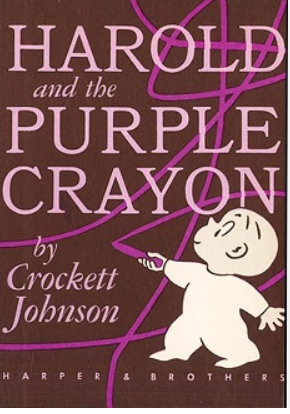 HAROLD
and the
PURPLE
CRAYON
by
Crockett
Johnson
HARPER & BROTHERS